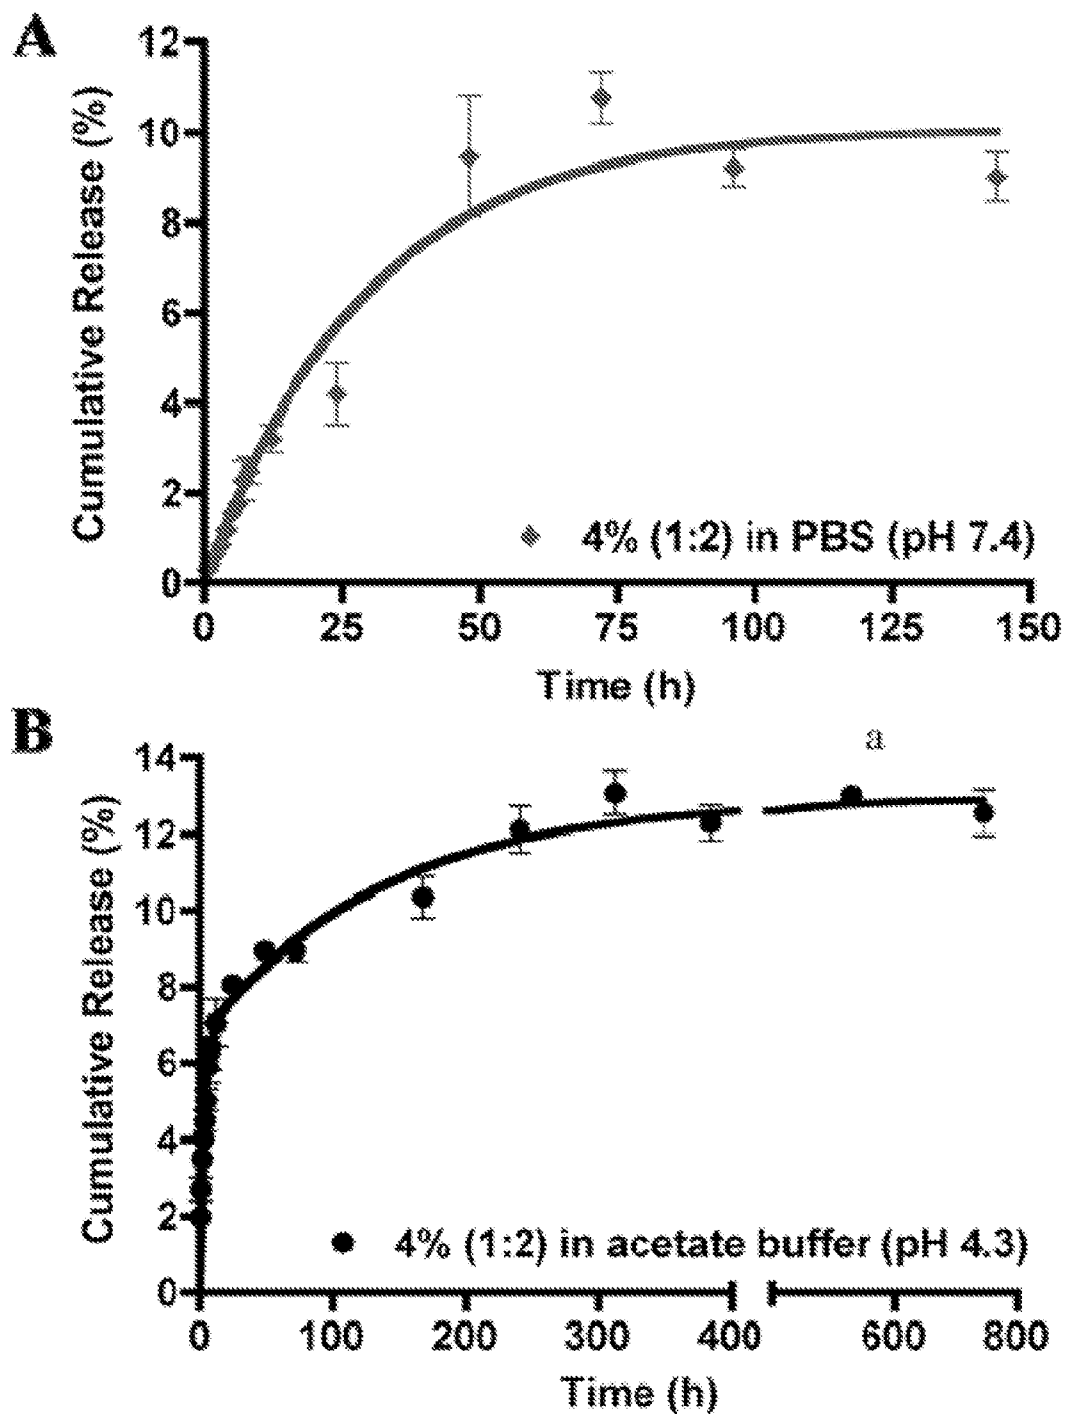 A
Cumulative Release (%)
12
10
8
6
4
2
0
4% (1:2) in PBS (pH 7.4)
0 25 50 75 100 125 150
Time (h)
B
a
Cumulative Release (%)
14
12
10
8
6
4
2
0
4% (1:2) in acetate buffer (pH 4.3)
0 100 200 300 400 600 800
Time (h)